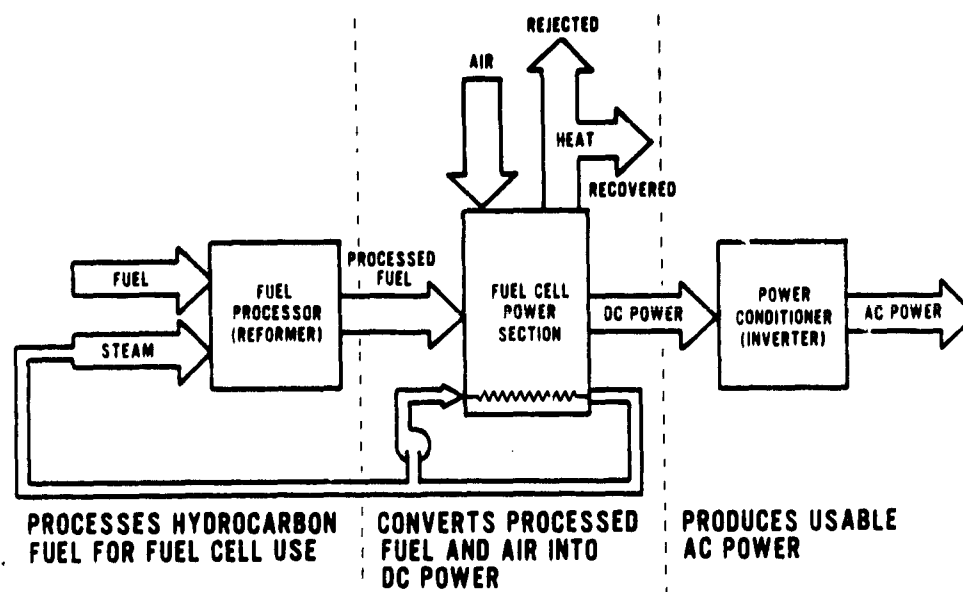 REJECTED
AIR
HEAT
RECOVERED
FUEL
STEAM
FUEL
PROCESSOR
(REFORMER)
PROCESSED
FUEL
FUEL CELL
POWER
SECTION
DC POWER
POWER
CONDITIONER
(INVERTER)
AC POWER
PROCESSES HYDROCARBON
FUEL FOR FUEL CELL USE
CONVERTS PROCESSED
FUEL AND AIR INTO
DC POWER
PRODUCES USABLE
AC POWER